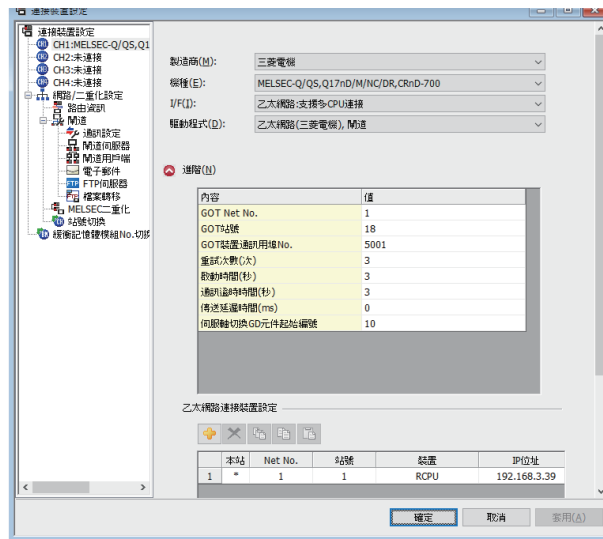 連接裝置設定
連接裝置設定
CH1:MELSEC-Q/QS,Q1
CH2:未連接
CH3:未連接
CH4:未連接
網路/二重化設定
路由資訊
閘道
通訊設定
閘道伺服器
閘道用戶端
電子郵件
FTP FTP伺服器
檔案轉移
MELSEC二重化
站號切換
緩衝記憶體模組No.切換
製造商(M): 三菱電機
機種(E): MELSEC-Q/QS,Q17nD/M/NC/DR,CRnD-700
I/F(I): 乙太網路:支援多CPU連接
驅動程式(D): 乙太網路(三菱電機), 閘道
進階(N)
內容 值
GOT Net No. 1
GOT站號 18
GOT裝置通訊用埠No. 5001
重試次數(次) 3
啟動時間(秒) 3
通訊逾時時間(秒) 3
傳送延遲時間(ms) 0
伺服軸切換GD元件起始編號 10
乙太網路連接裝置設定
本站 Net No. 站號 裝置 IP位址
1 * 1 1 RCPU 192.168.3.39
確定 取消 套用(A)